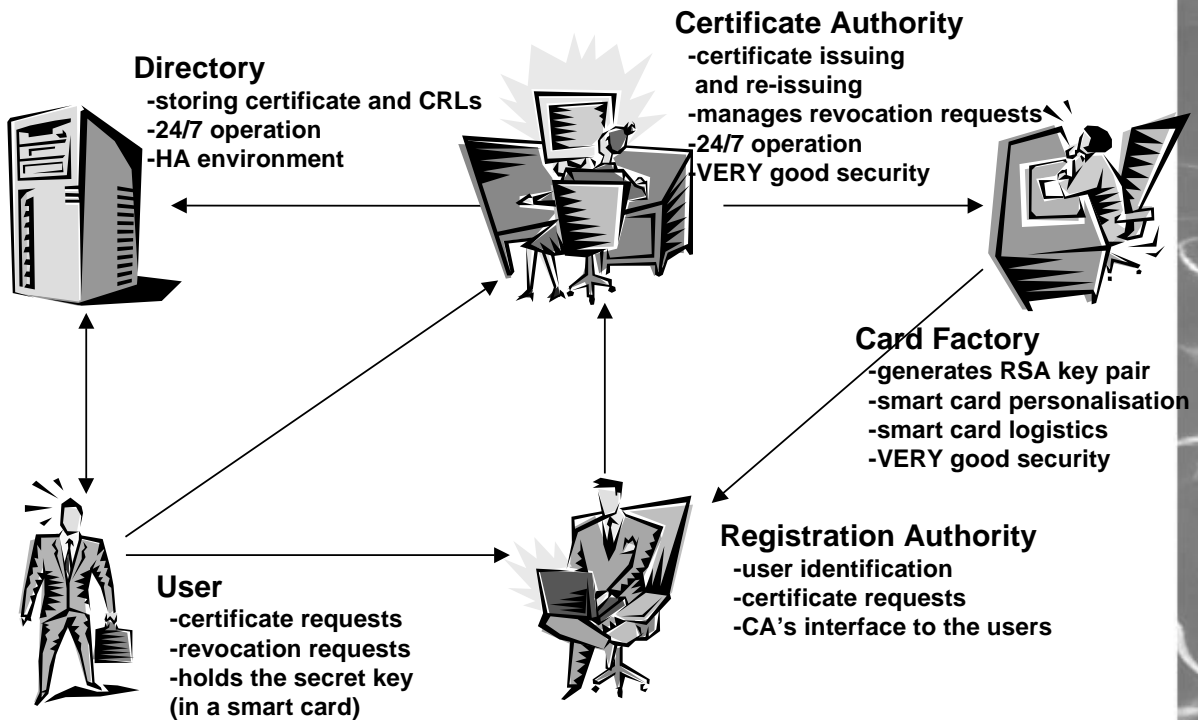 Certificate Authority
-certificate issuing
and re-issuing
-manages revocation requests
-24/7 operation
-VERY good security
Directory
-storing certificate and CRLs
-24/7 operation
-HA environment
Card Factory
-generates RSA key pair
-smart card personalisation
-smart card logistics
-VERY good security
Registration Authority
-user identification
-certificate requests
-CA's interface to the users
User
-certificate requests
-revocation requests
-holds the secret key
(in a smart card)